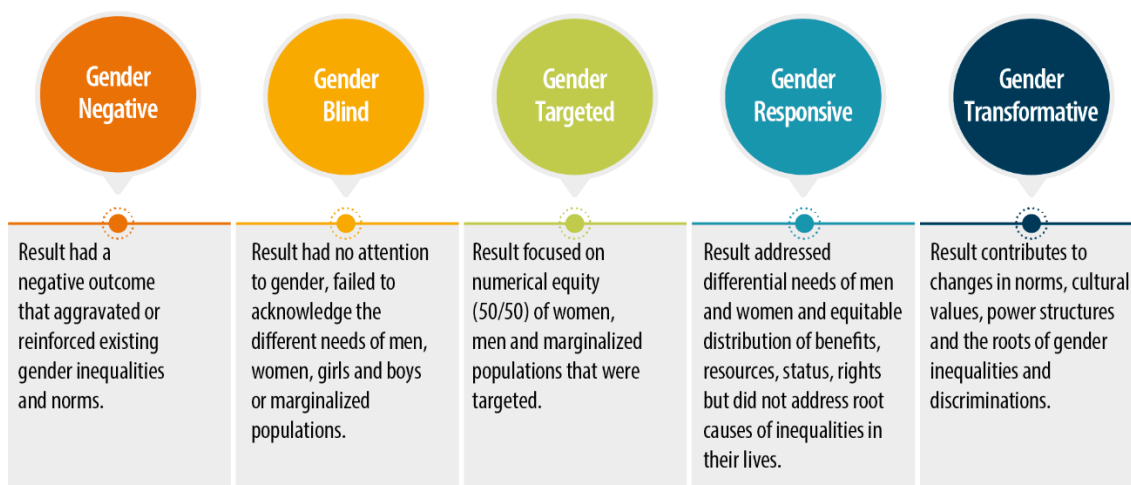 Gender
Negative
Gender
Blind
Gender
Targeted
Gender
Responsive
Gender
Transformative
Result had a
negative outcome
that aggravated or
reinforced existing
gender inequalities
and norms.
Result had no attention
to gender, failed to
acknowledge the
different needs of men,
women, girls and boys
or marginalized
populations.
Result focused on
numerical equity
(50/50) of women,
men and marginalized
populations that were
targeted.
Result addressed
differential needs of men
and women and equitable
distribution of benefits,
resources, status, rights
but did not address root
causes of inequalities in
their lives.
Result contributes to
changes in norms, cultural
values, power structures
and the roots of gender
inequalities and
discriminations.